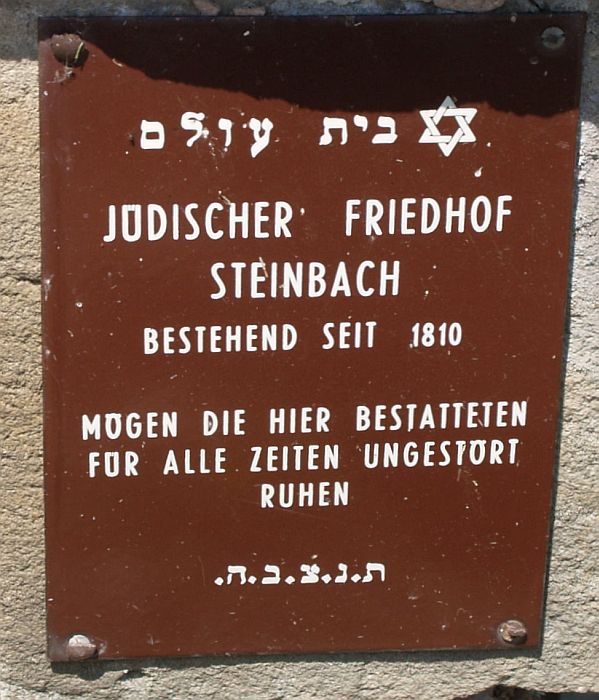 בית עולם
JÜDISCHER FRIEDHOF
STEINBACH
BESTEHEND SEIT 1810
MÖGEN DIE HIER BESTATTETEN
FÜR ALLE ZEITEN UNGESTÖRT
RUHEN
ת.נ.צ.ב.ה.